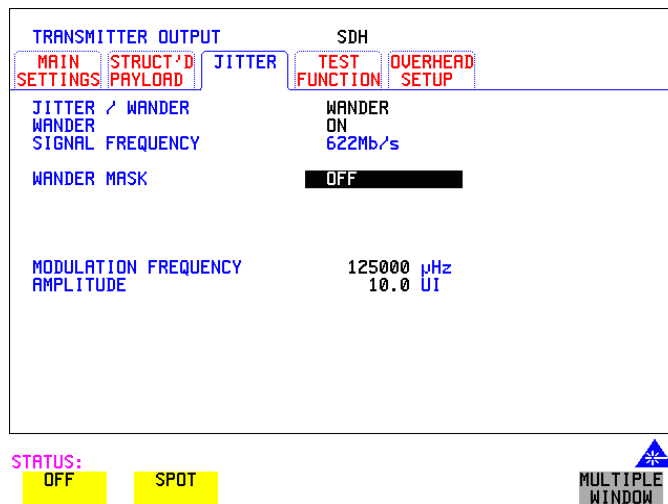 TRANSMITTER OUTPUT SDH
MAIN SETTINGS
STRUCT'D PAYLOAD
JITTER
TEST FUNCTION
OVERHEAD SETUP
JITTER / WANDER WANDER
WANDER ON
SIGNAL FREQUENCY 622Mb/s
WANDER MASK OFF
MODULATION FREQUENCY 125000 µHz
AMPLITUDE 10.0 UI
STATUS:
OFF SPOT MULTIPLE WINDOW